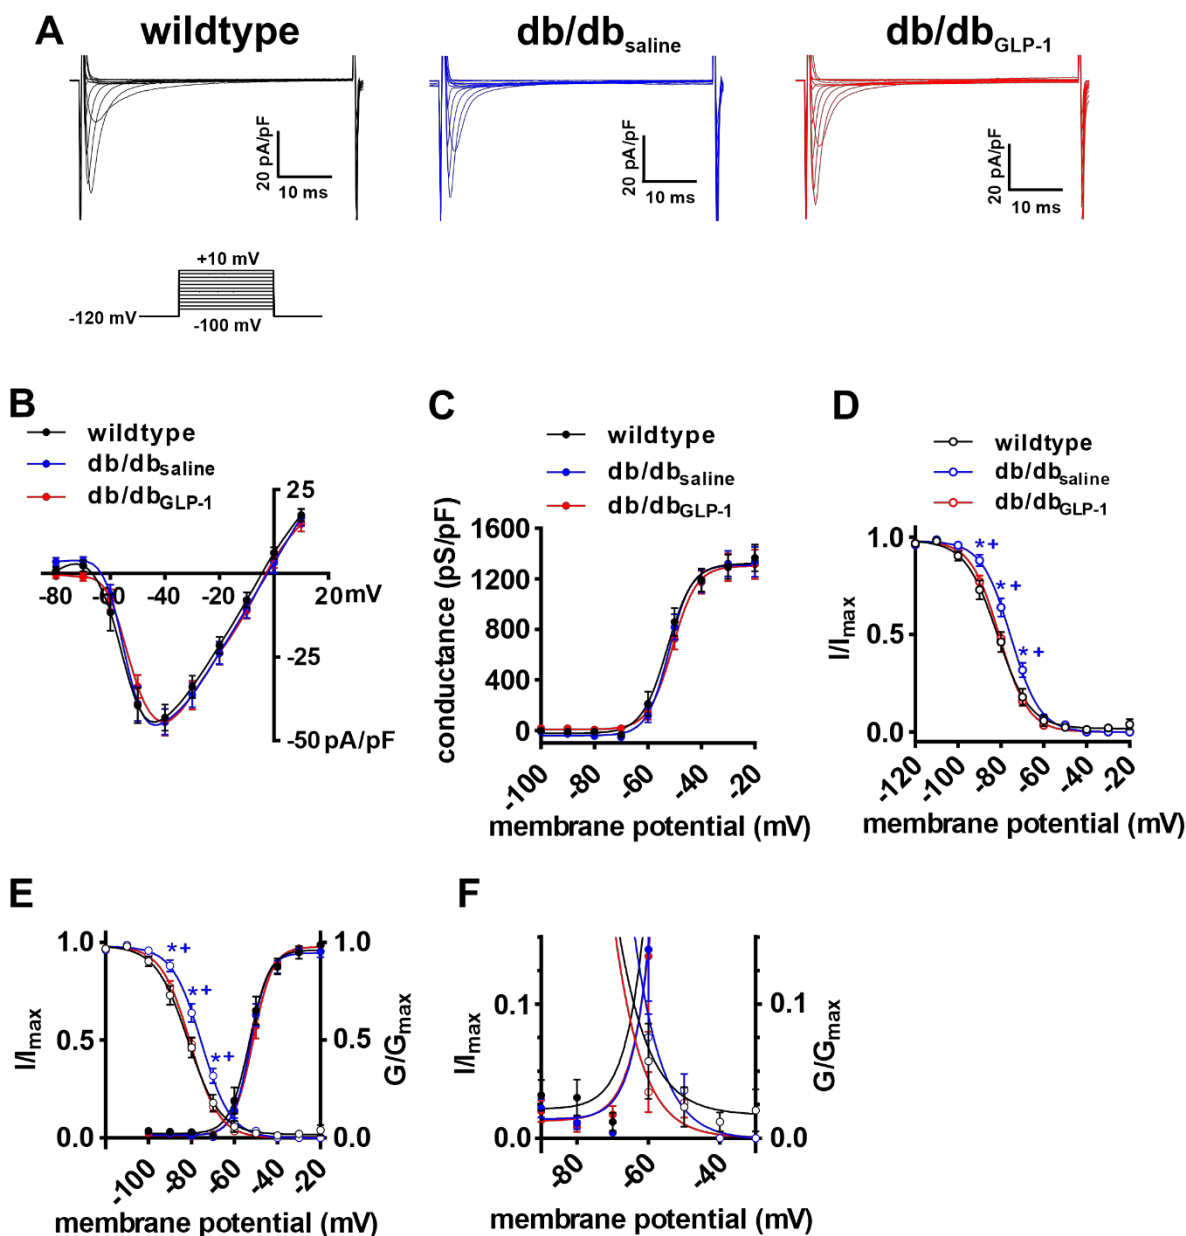 A
wildtype
db/dbsaline
db/dbGLP-1
20 pA/pF
10 ms
20 pA/pF
10 ms
20 pA/pF
10 ms
+10 mV
-120 mV
-100 mV
B
wildtype
db/dbsaline
db/dbGLP-1
25
-80 -60 -40 -20 20 mV
-25
-50 pA/pF
C
wildtype
db/dbsaline
db/dbGLP-1
conductance (pS/pF)
1600
1200
800
400
0
-100 -80 -60 -40 -20
membrane potential (mV)
D
wildtype
db/dbsaline
db/dbGLP-1
I/Imax
1.0
0.5
0.0
*+
*+
*+
-120 -100 -80 -60 -40 -20
membrane potential (mV)
E
I/Imax
1.0
0.5
0.0
*+
*+
*+
1.0
0.5
0.0
G/Gmax
-100 -80 -60 -40 -20
membrane potential (mV)
F
I/Imax
0.1
0.0
0.1
0.0
G/Gmax
-80 -60 -40
membrane potential (mV)